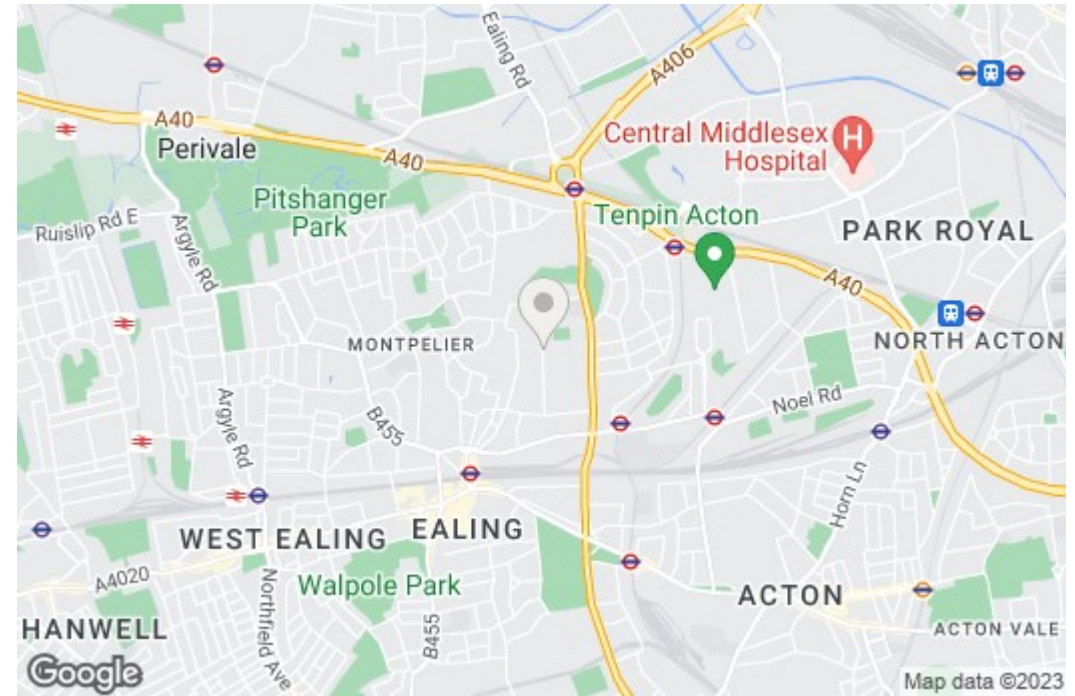 Ealing Rd
A406
A40
Perivale
A40
Central Middlesex
Hospital
H
Pitshanger
Park
Tenpin Acton
Ruislip Rd E
Argyle Rd
PARK ROYAL
A40
MONTPELIER
NORTH ACTON
Argyle Rd
B455
Noel Rd
Horn Ln
WEST EALING
EALING
A4020
Northfield Ave
Walpole Park
B455
ACTON
HANWELL
ACTON VALE
Google
Map data ©2023